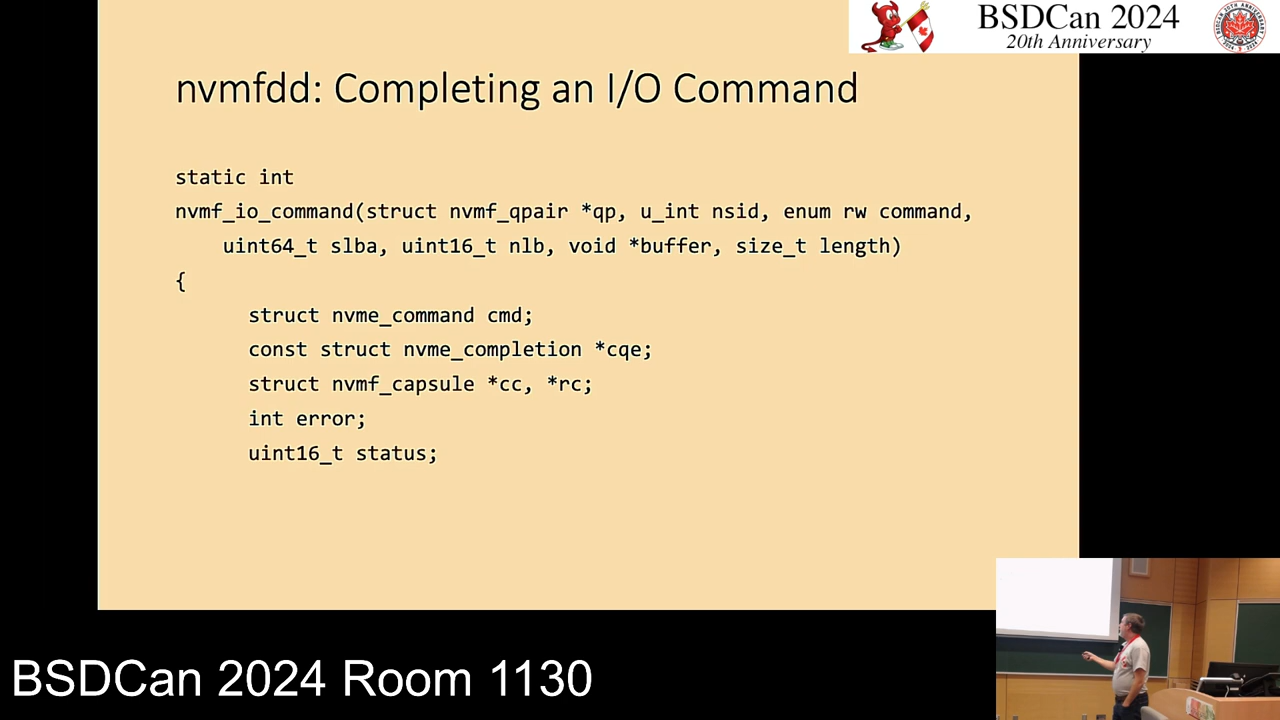 BSDCan 2024
20th Anniversary
nvmfdd: Completing an I/O Command
static int
nvmf_io_command(struct nvmf_qpair *qp, u_int nsid, enum rw command,
uint64_t slba, uint16_t nlb, void *buffer, size_t length)
{
struct nvme_command cmd;
const struct nvme_completion *cqe;
struct nvmf_capsule *cc, *rc;
int error;
uint16_t status;
BSDCan 2024 Room 1130